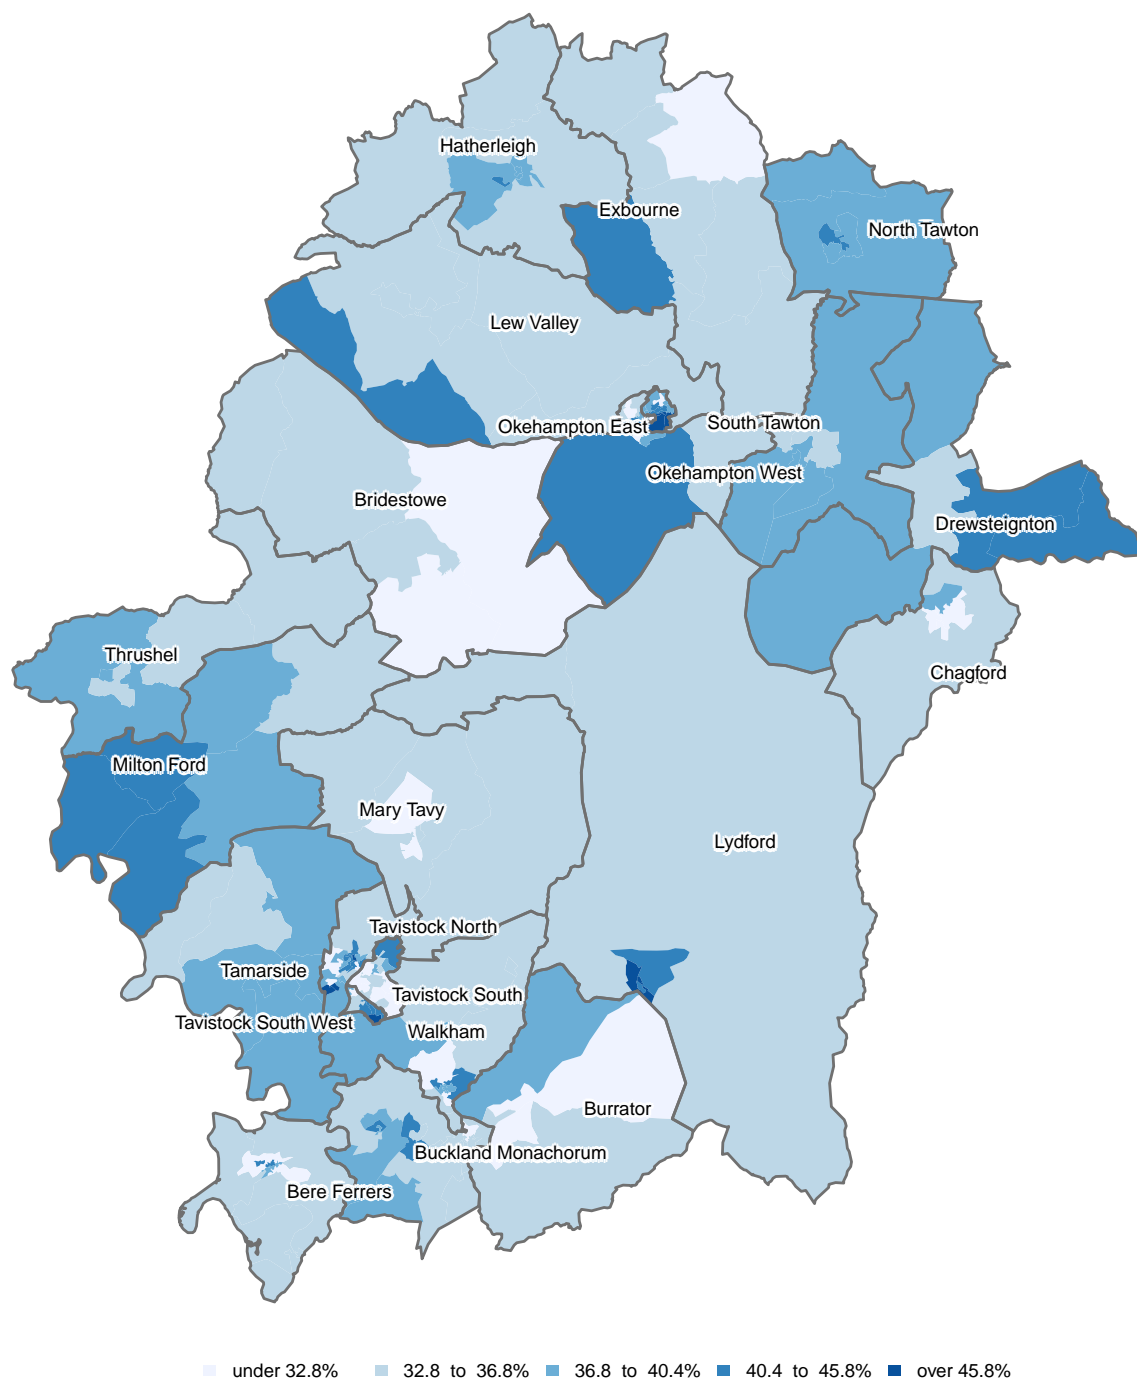 Hatherleigh
Exbourne
North Tawton
Lew Valley
Okehampton East
South Tawton
Okehampton West
Bridestowe
Drewsteignton
Thrushel
Chagford
Milton Ford
Mary Tavy
Lydford
Tavistock North
Tamarside
Tavistock South
Tavistock South West
Walkham
Burrator
Buckland Monachorum
Bere Ferrers
under 32.8% 32.8 to 36.8% 36.8 to 40.4% 40.4 to 45.8% over 45.8%